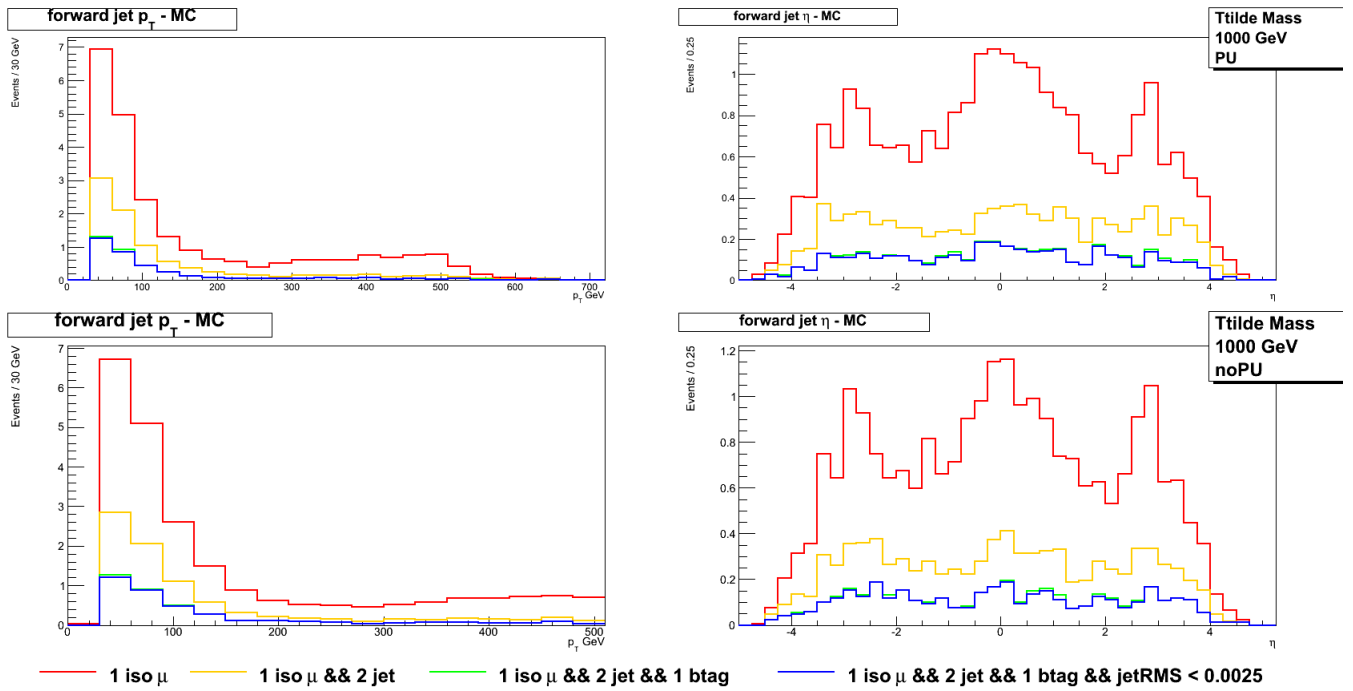 forward jet p_T - MC
Events / 30 GeV
7
6
5
4
3
2
1
0
0 100 200 300 400 500 600 700
p_T GeV
forward jet η - MC
Events / 0.25
1
0.8
0.6
0.4
0.2
0
-4 -2 0 2 4
η
Ttilde Mass
1000 GeV
PU
forward jet p_T - MC
Events / 30 GeV
7
6
5
4
3
2
1
0
0 100 200 300 400 500
p_T GeV
forward jet η - MC
Events / 0.25
1.2
1
0.8
0.6
0.4
0.2
0
-4 -2 0 2 4
η
Ttilde Mass
1000 GeV
noPU
1 iso μ
1 iso μ && 2 jet
1 iso μ && 2 jet && 1 btag
1 iso μ && 2 jet && 1 btag && jetRMS < 0.0025